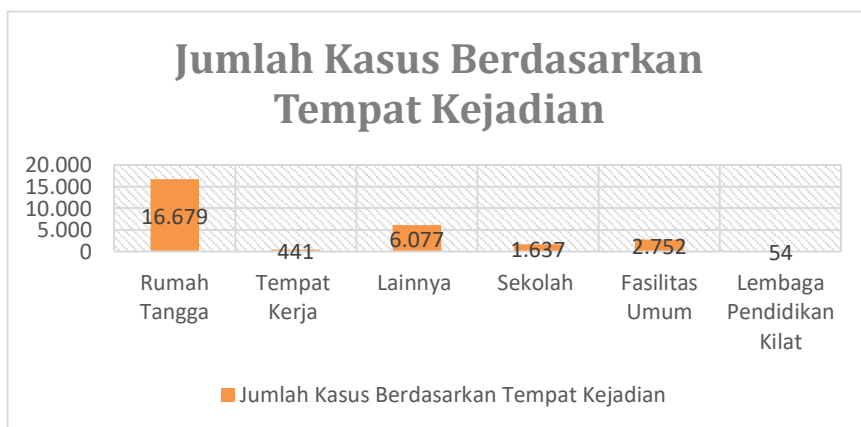 Jumlah Kasus Berdasarkan
Tempat Kejadian
20.000
15.000
10.000
5.000
0
16.679
441
6.077
1.637
2.752
54
Rumah
Tangga
Tempat
Kerja
Lainnya
Sekolah
Fasilitas
Umum
Lembaga
Pendidikan
Kilat
Jumlah Kasus Berdasarkan Tempat Kejadian